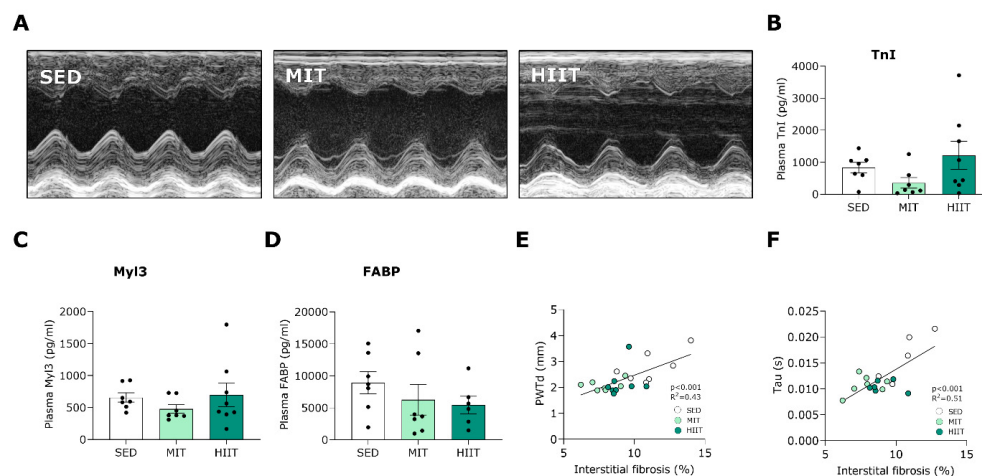 A
SED
MIT
HIIT
B
TnI
Plasma TnI (pg/ml)
4000
3000
2000
1000
0
SED
MIT
HIIT
C
Myl3
Plasma Myl3 (pg/ml)
2000
1500
1000
500
0
SED
MIT
HIIT
D
FABP
Plasma FABP (pg/ml)
20000
15000
10000
5000
0
SED
MIT
HIIT
E
PWTd (mm)
5
4
3
2
1
0
p<0.001
R²=0.43
SED
MIT
HIIT
5
10
15
Interstitial fibrosis (%)
F
Tau (s)
0.025
0.020
0.015
0.010
0.005
0.000
p<0.001
R²=0.51
SED
MIT
HIIT
5
10
15
Interstitial fibrosis (%)